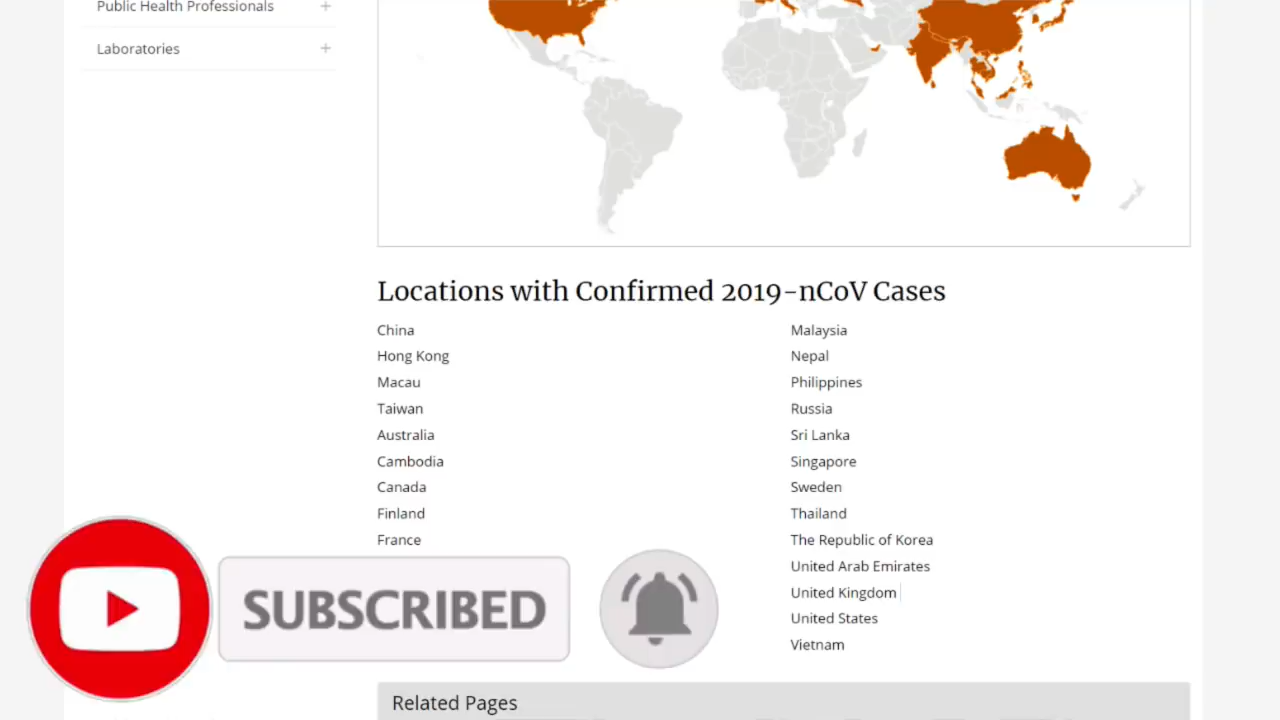 Public Health Professionals
Laboratories
Locations with Confirmed 2019-nCoV Cases
China
Hong Kong
Macau
Taiwan
Australia
Cambodia
Canada
Finland
France
Malaysia
Nepal
Philippines
Russia
Sri Lanka
Singapore
Sweden
Thailand
The Republic of Korea
United Arab Emirates
United Kingdom
United States
Vietnam
SUBSCRIBED
Related Pages